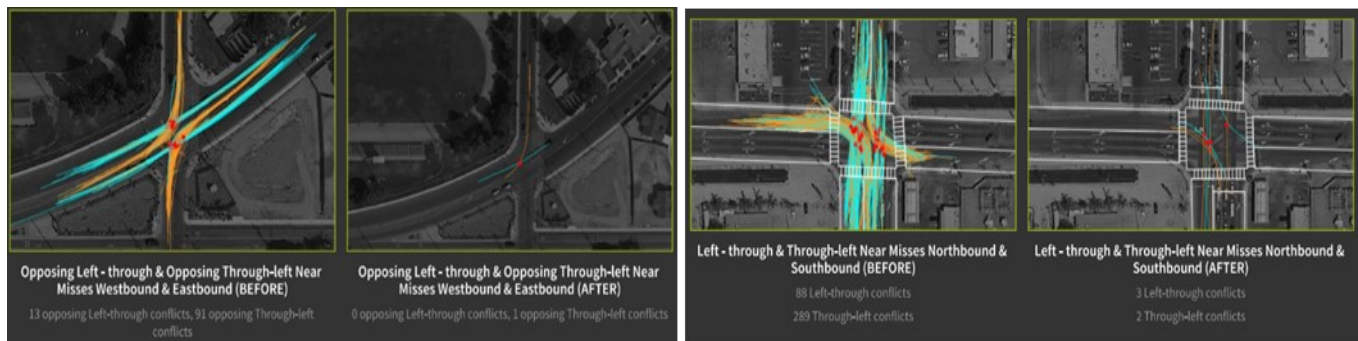 Opposing Left - through & Opposing Through-left Near
Misses Westbound & Eastbound (BEFORE)
13 opposing Left-through conflicts, 91 opposing Through-left
conflicts
Opposing Left - through & Opposing Through-left Near
Misses Westbound & Eastbound (AFTER)
0 opposing Left-through conflicts, 1 opposing Through-left conflicts
Left - through & Through-left Near Misses Northbound &
Southbound (BEFORE)
88 Left-through conflicts
289 Through-left conflicts
Left - through & Through-left Near Misses Northbound &
Southbound (AFTER)
3 Left-through conflicts
2 Through-left conflicts